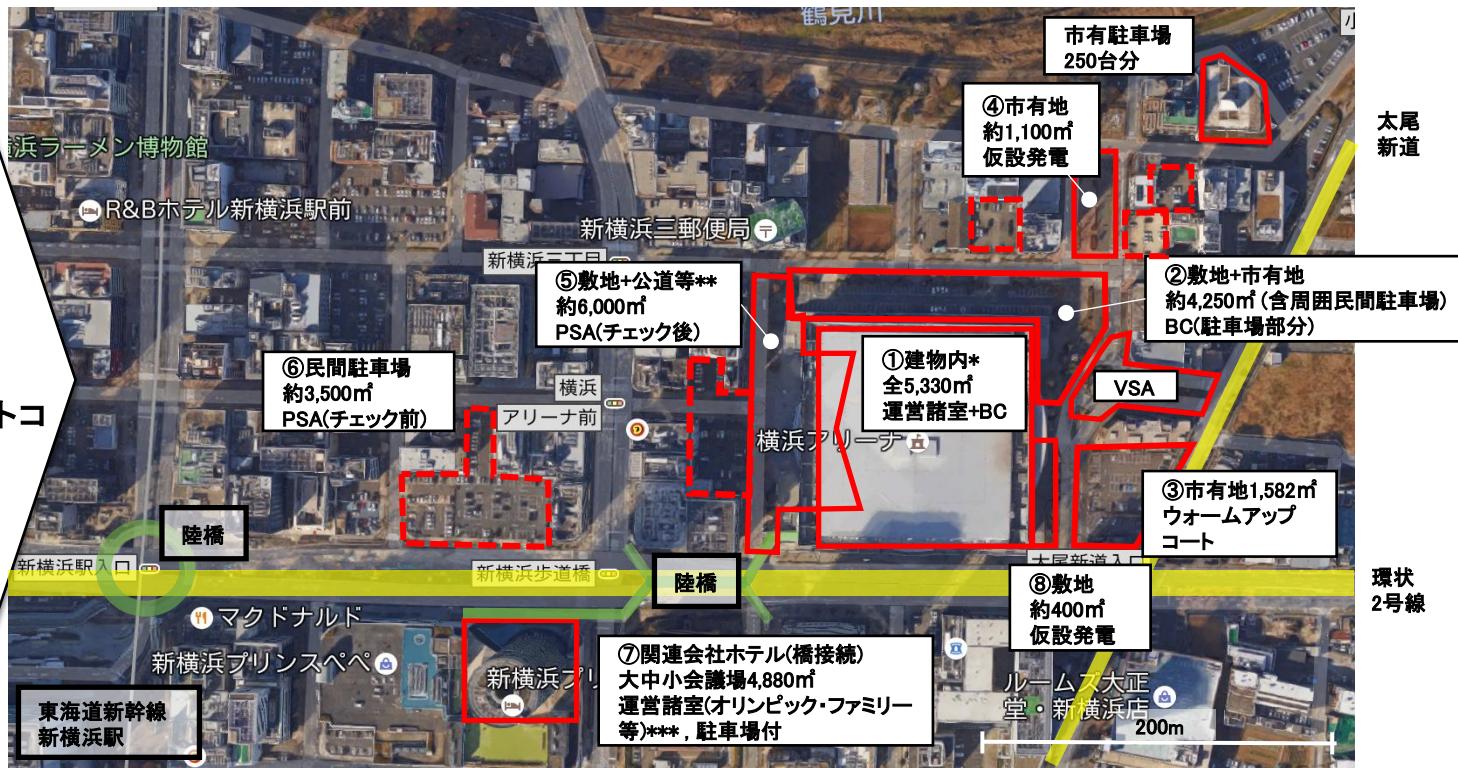 鶴見川
小
市有駐車場
250台分
④市有地
約1,100㎡
仮設発電
太尾
新道
浜ラーメン博物館
R&Bホテル新横浜駅前
新横浜三郵便局
新横浜三丁目
⑤敷地+公道等**
約6,000㎡
PSA(チェック後)
②敷地+市有地
約4,250㎡(含周囲民間駐車場)
BC(駐車場部分)
⑥民間駐車場
約3,500㎡
PSA(チェック前)
①建物内*
全5,330㎡
運営諸室+BC
VSA
横浜
アリーナ前
トコ
横浜アリーナ
③市有地1,582㎡
ウォームアップ
コート
陸橋
新横浜駅入口
新横浜歩道橋
陸橋
太尾新道入口
環状
2号線
⑧敷地
約400㎡
仮設発電
マクドナルド
新横浜プリンスペペ
新横浜プリ
⑦関連会社ホテル(橋接続)
大中小会議場4,880㎡
運営諸室(オリンピック・ファミリー
等)*** , 駐車場付
ルームズ大正
堂・新横浜店
東海道新幹線
新横浜駅
200m